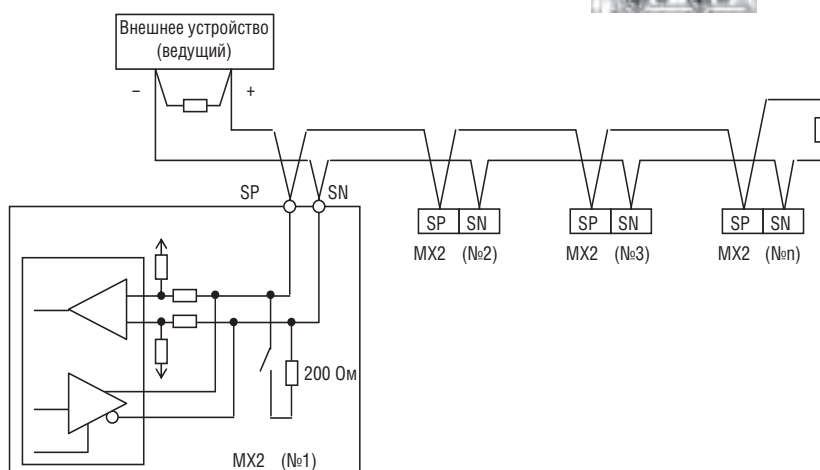 Внешнее устройство
(ведущий)
– +
SP SN
SP SN
SP SN
SP SN
MX2 (№2)
MX2 (№3)
MX2 (№n)
200 Ом
MX2 (№1)